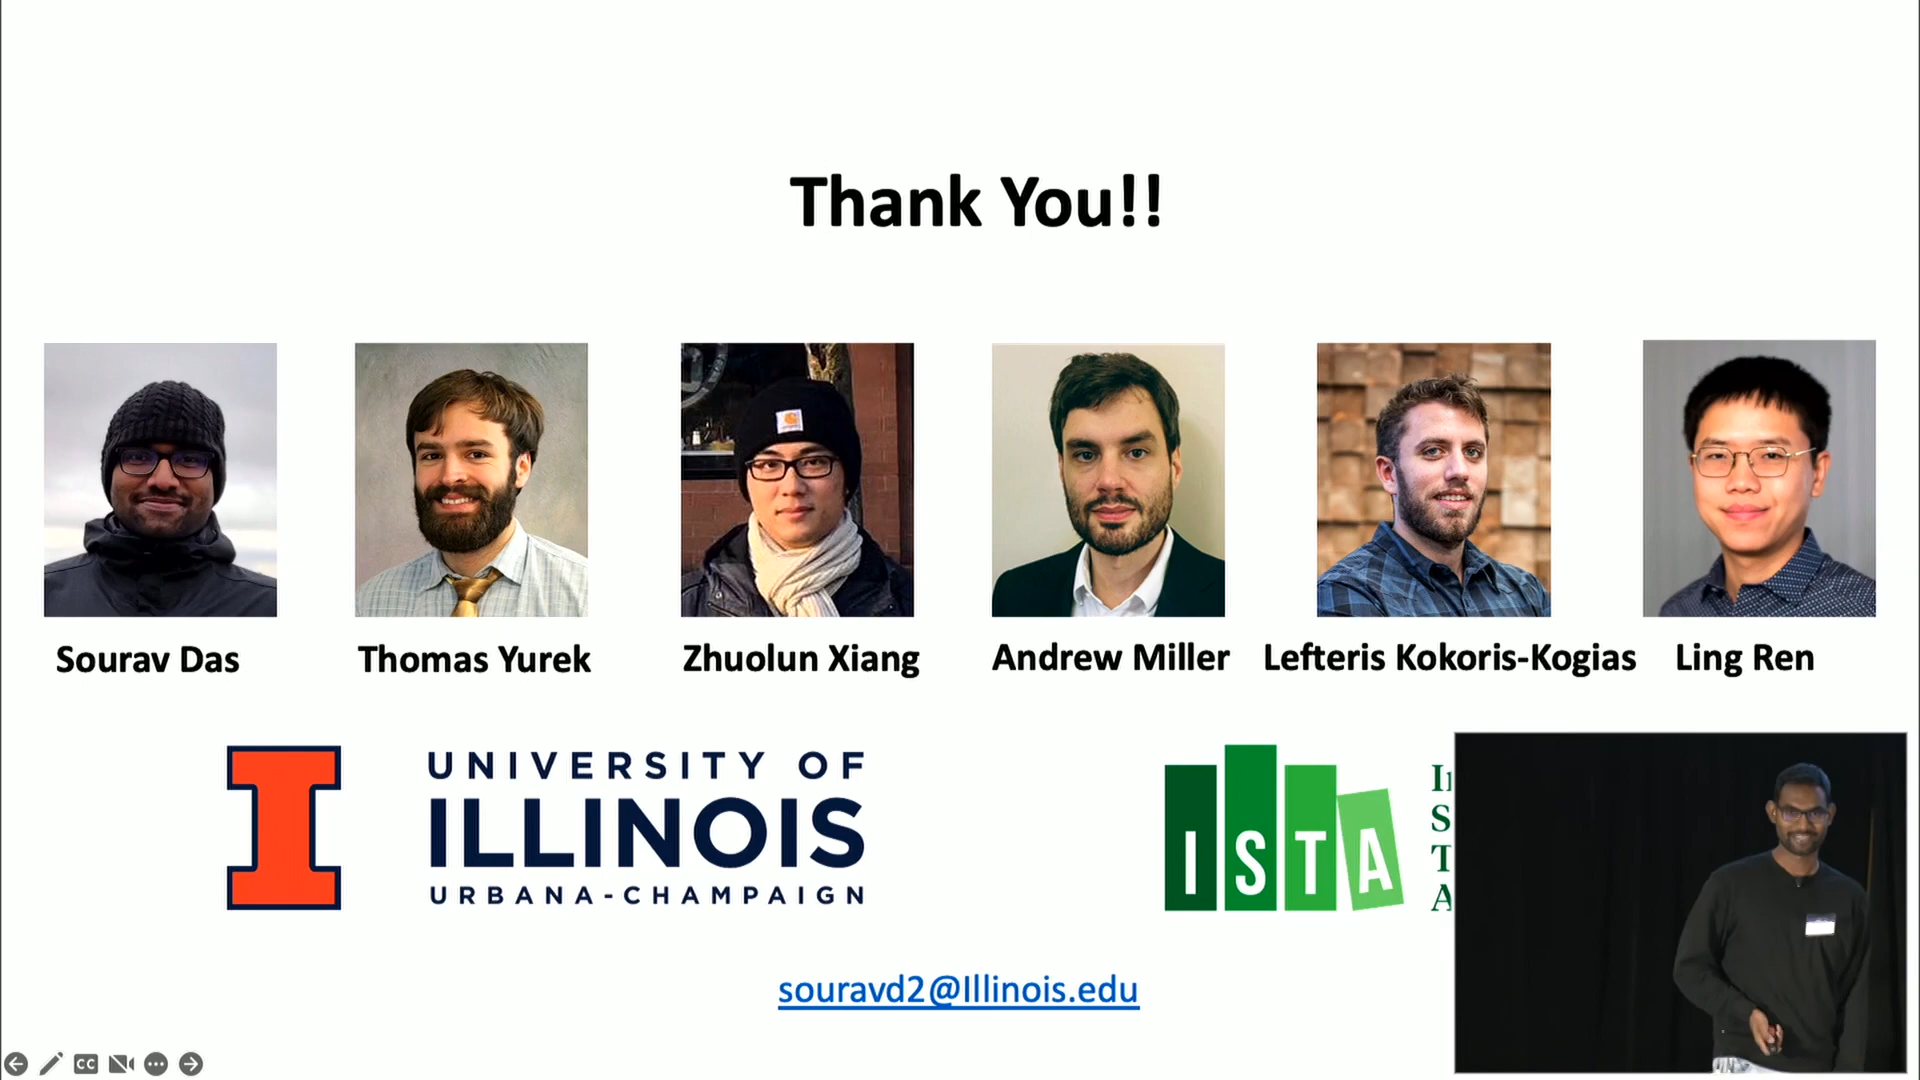 Thank You!!
Sourav Das
Thomas Yurek
Zhuolun Xiang
Andrew Miller
Lefteris Kokoris-Kogias
Ling Ren
UNIVERSITY OF
ILLINOIS
URBANA-CHAMPAIGN
ISTA
S
T
A
souravd2@Illinois.edu
CC